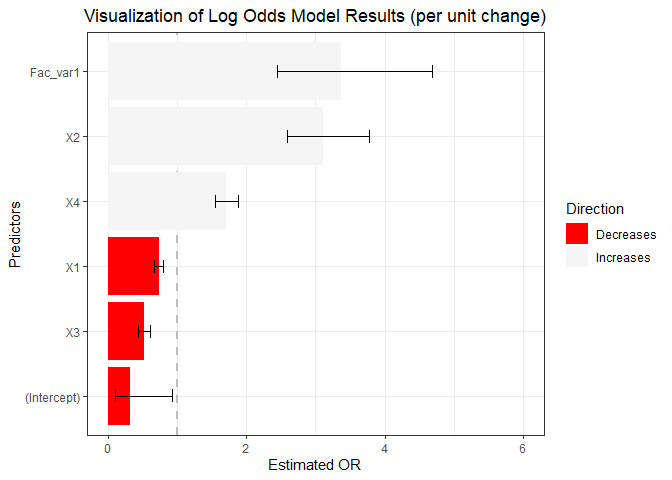 Visualization of Log Odds Model Results (per unit change)
Predictors
Fac_var1
X2
X4
X1
X3
(Intercept)
0 2 4 6
Estimated OR
Direction
Decreases
Increases